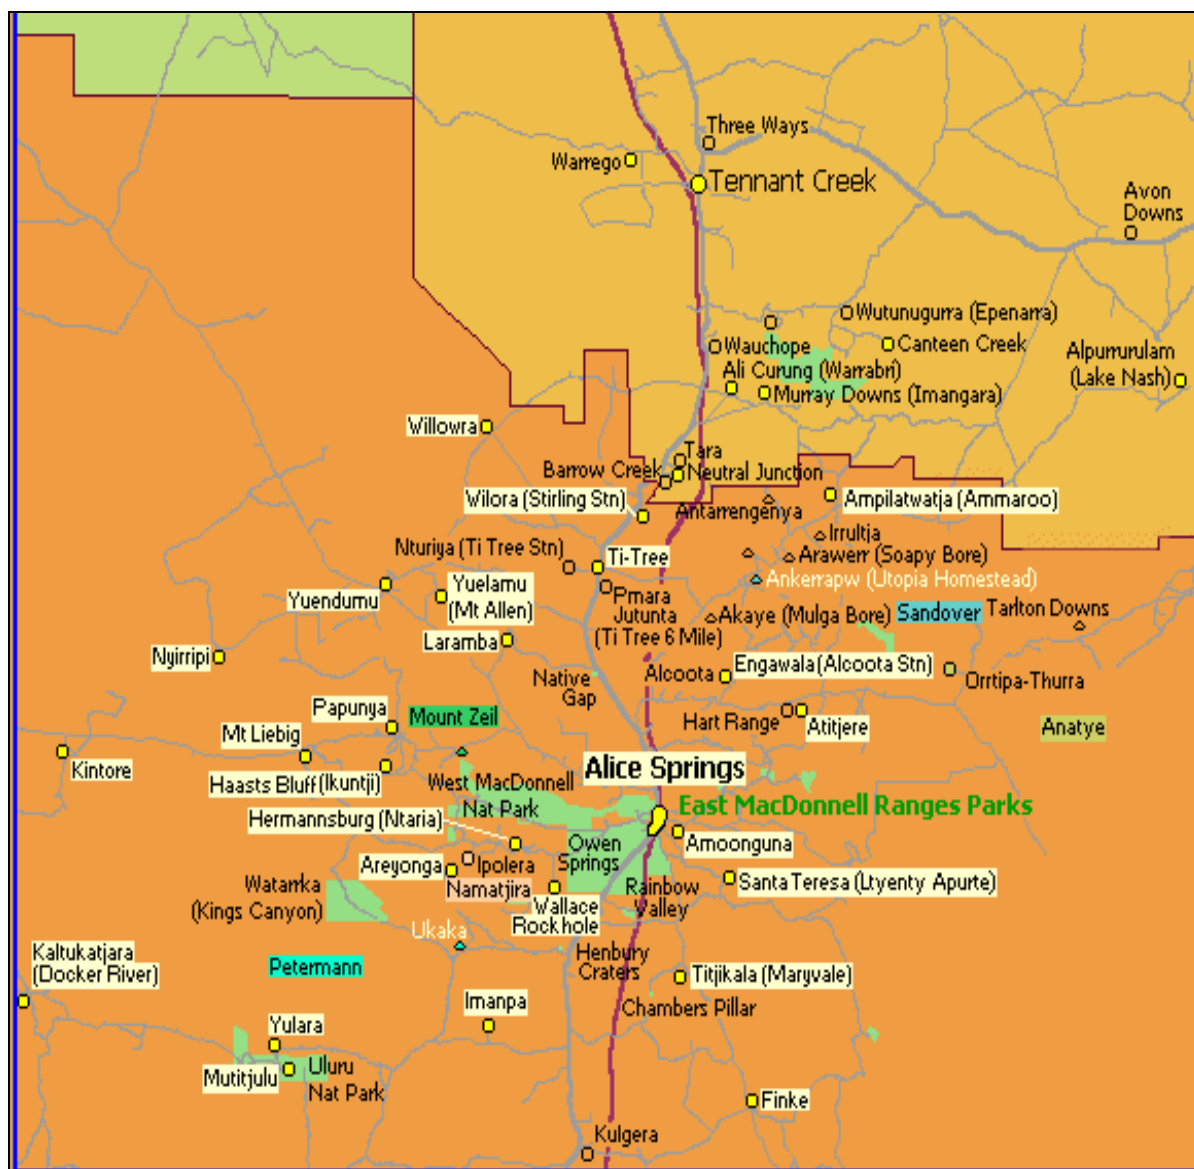 Three Ways
Warrego
Tennant Creek
Avon
Downs
Wutunugurra (Epenarra)
Wauchope
Canteen Creek
Alpurrurulam
(Lake Nash)
Ali Curung (Warrabri)
Murray Downs (Imangara)
Willowra
Tara
Barrow Creek
Neutral Junction
Wilora (Stirling Stn)
Antarrengenya
Ampilatwatja (Ammaroo)
Irrultja
Nturiya (Ti Tree Stn)
Ti-Tree
Arawerr (Soapy Bore)
Ankerrapw (Utopia Homestead)
Yuendumu
Yuelamu
(Mt Allen)
Pmara
Jutunta
(Ti Tree 6 Mile)
Akaye (Mulga Bore)
Sandover
Tarlton Downs
Laramba
Nyirripi
Native
Gap
Alcoota
Engawala (Alcoota Stn)
Orrtipa-Thurra
Papunya
Mount Zeil
Hart Range
Atitjere
Anatye
Mt Liebig
Kintore
Haasts Bluff (Ikuntji)
Alice Springs
West MacDonnell
Nat Park
East MacDonnell Ranges Parks
Hermannsburg (Ntaria)
Amoonguna
Owen
Springs
Areyonga
Ipolera
Namatjira
Watarrka
(Kings Canyon)
Wallace
Rockhole
Rainbow
Valley
Santa Teresa (Ltyenty Apurte)
Ukaka
Kaltukatjara
(Docker River)
Petermann
Henbury
Craters
Titjikala (Maryvale)
Chambers Pillar
Imanpa
Yulara
Mutitjulu
Uluru
Nat Park
Finke
Kulgera